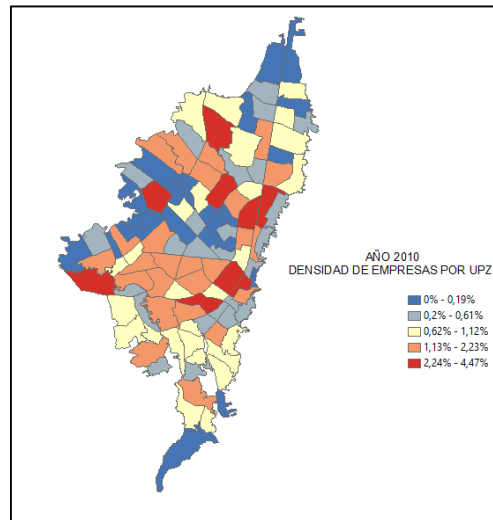 AÑO 2010
DENSIDAD DE EMPRESAS POR UPZ
0% - 0,19%
0,2% - 0,61%
0,62% - 1,12%
1,13% - 2,23%
2,24% - 4,47%